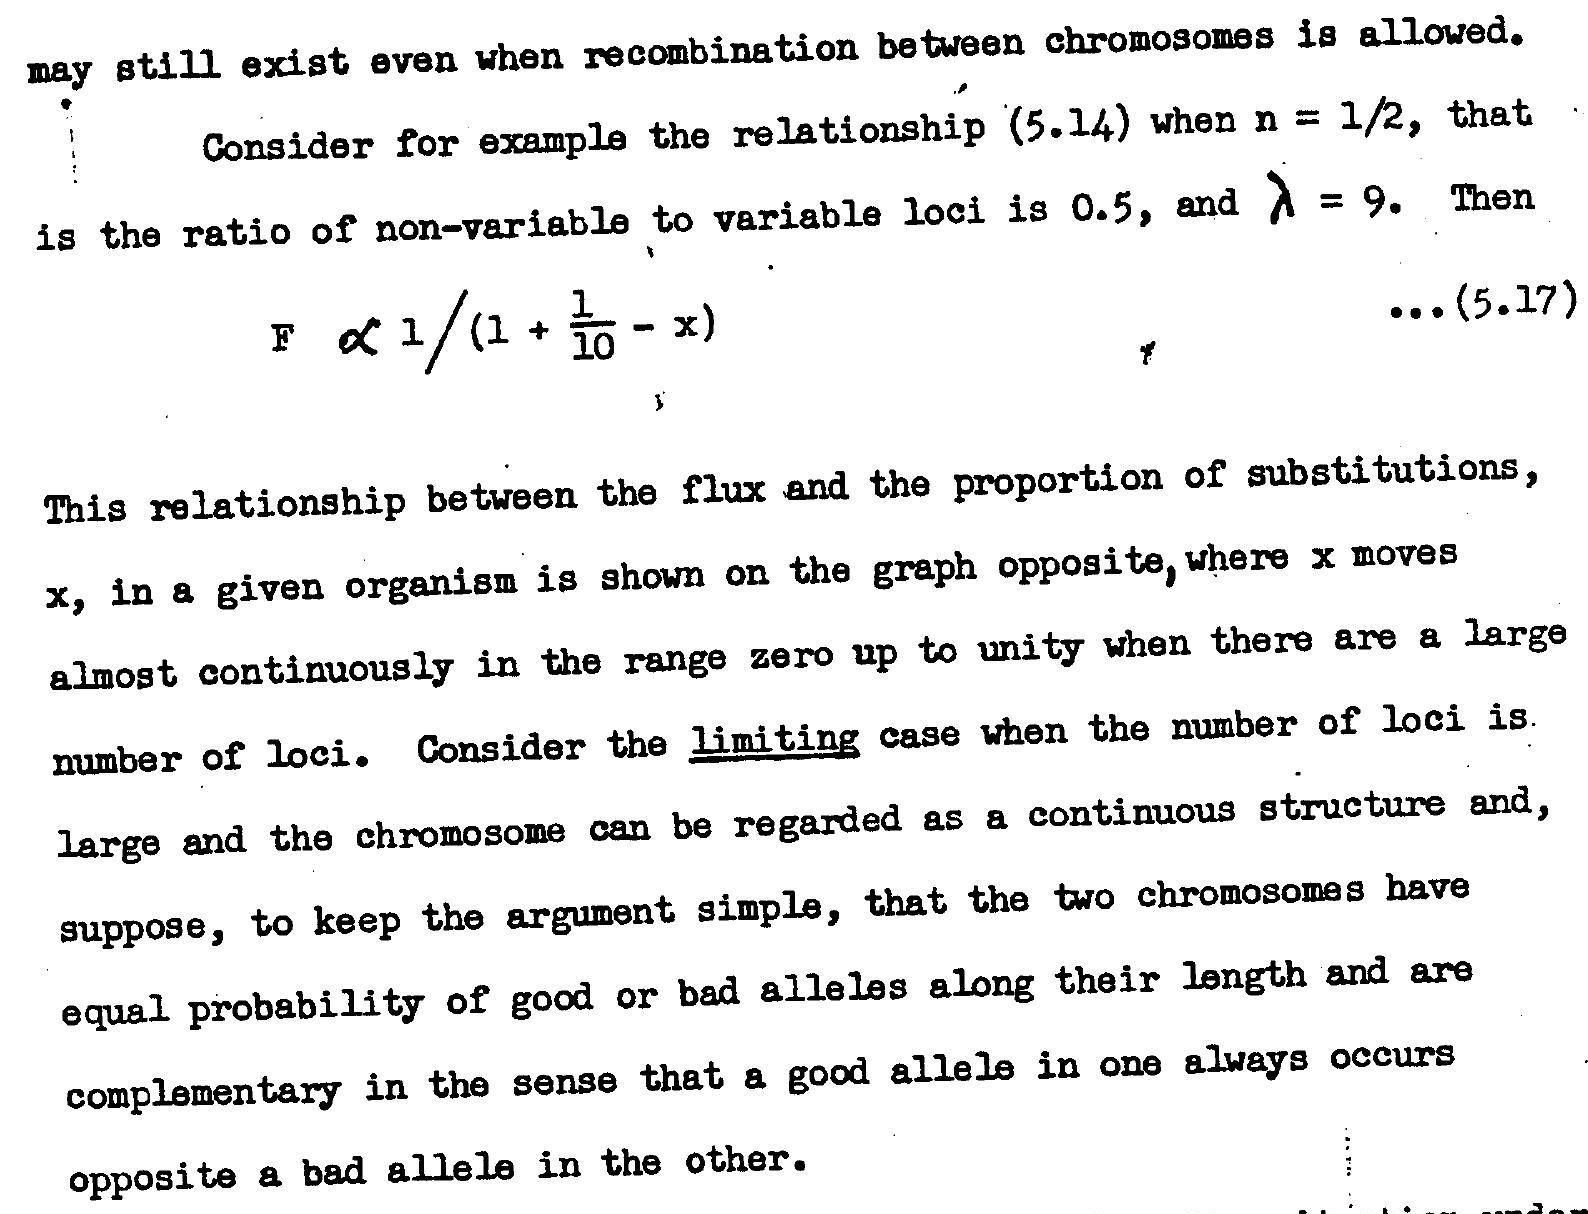 may still exist even when recombination between chromosomes is allowed.
Consider for example the relationship (5.14) when n = 1/2, that
is the ratio of non-variable to variable loci is 0.5, and λ = 9. Then
F ∝ 1/(1 + 1/10 - x) ...(5.17)
This relationship between the flux and the proportion of substitutions,
x, in a given organism is shown on the graph opposite, where x moves
almost continuously in the range zero up to unity when there are a large
number of loci. Consider the limiting case when the number of loci is
large and the chromosome can be regarded as a continuous structure and,
suppose, to keep the argument simple, that the two chromosomes have
equal probability of good or bad alleles along their length and are
complementary in the sense that a good allele in one always occurs
opposite a bad allele in the other.
under